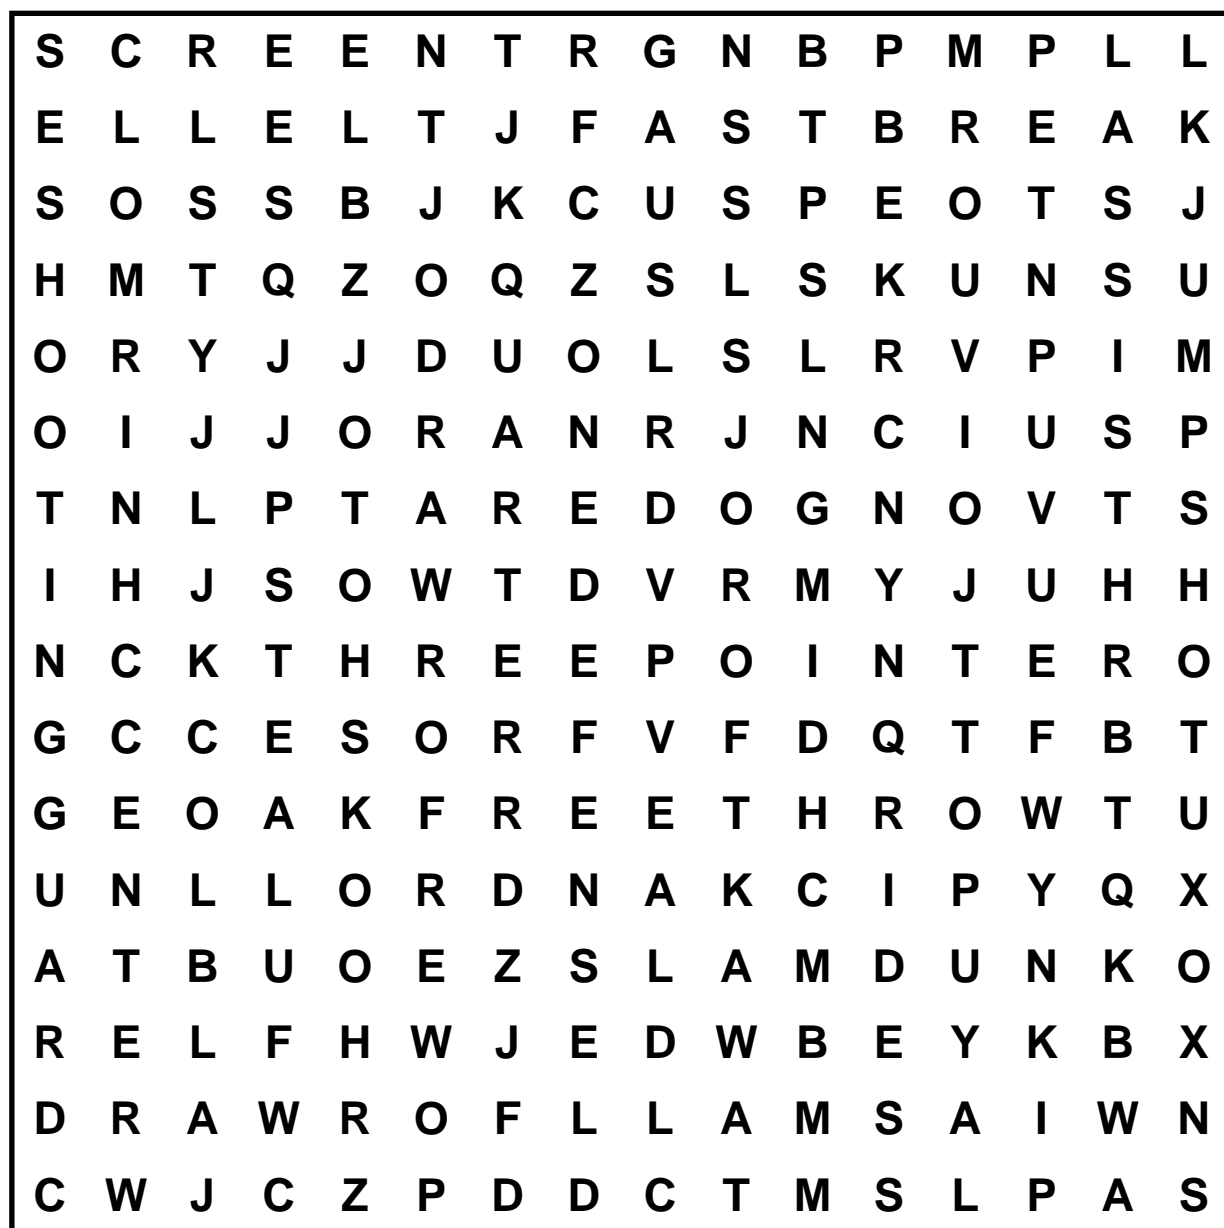 S C R E E N T R G N B P M P L L
E L L E L T J F A S T B R E A K
S O S S B J K C U S P E O T S J
H M T Q Z O Q Z S L S K U N S U
O R Y J J D U O L S L R V P I M
O I J J O R A N R J N C I U S P
T N L P T A R E D O G N O V T S
I H J S O W T D V R M Y J U H H
N C K T H R E E P O I N T E R O
G C C E S O R F V F D Q T F B T
G E O A K F R E E T H R O W T U
U N L L O R D N A K C I P Y Q X
A T B U O E Z S L A M D U N K O
R E L F H W J E D W B E Y K B X
D R A W R O F L L A M S A I W N
C W J C Z P D D C T M S L P A S